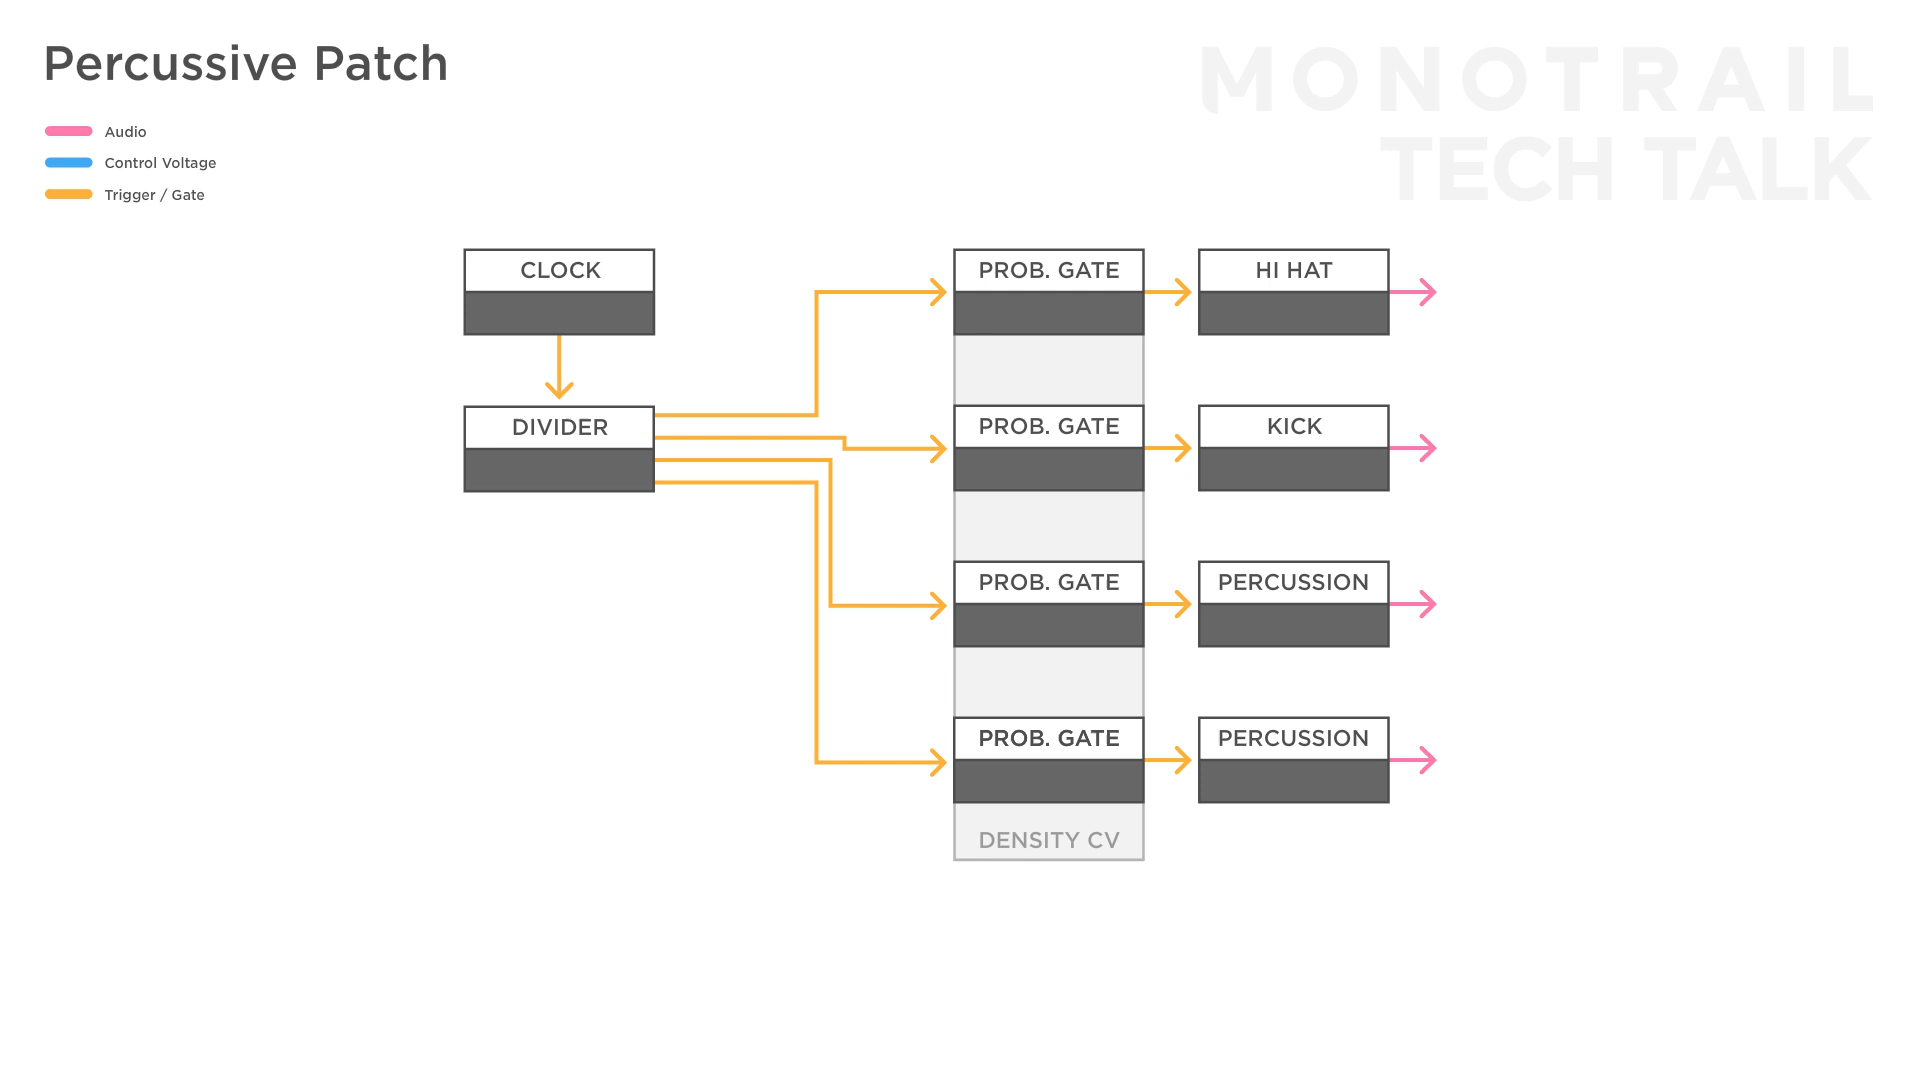 Percussive Patch
MONOTRAIL
TECH TALK
Audio
Control Voltage
Trigger / Gate
CLOCK
PROB. GATE
HI HAT
DIVIDER
PROB. GATE
KICK
PROB. GATE
PERCUSSION
PROB. GATE
PERCUSSION
DENSITY CV